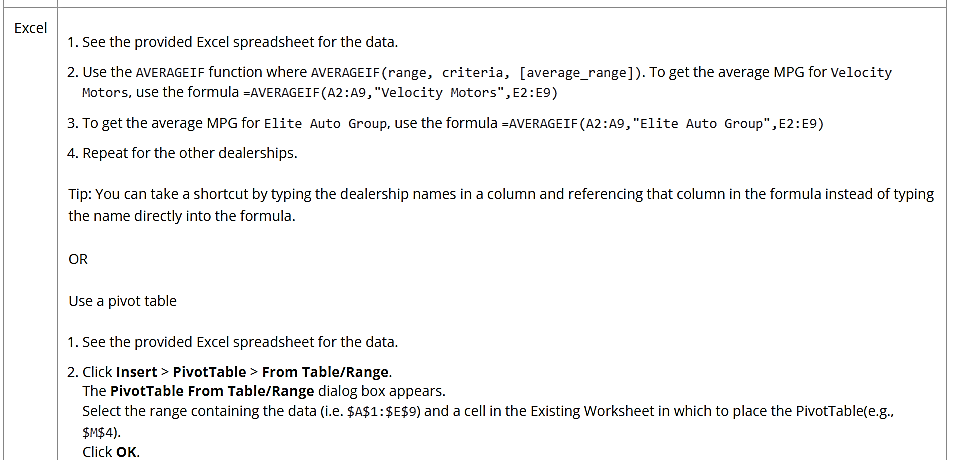 Excel
1. See the provided Excel spreadsheet for the data.
2. Use the AVERAGEIF function where AVERAGEIF(range, criteria, [average_range]). To get the average MPG for Velocity
Motors, use the formula =AVERAGEIF(A2:A9,"Velocity Motors",E2:E9)
3. To get the average MPG for Elite Auto Group, use the formula =AVERAGEIF(A2:A9,"Elite Auto Group",E2:E9)
4. Repeat for the other dealerships.
Tip: You can take a shortcut by typing the dealership names in a column and referencing that column in the formula instead of typing
the name directly into the formula.
OR
Use a pivot table
1. See the provided Excel spreadsheet for the data.
2. Click Insert > PivotTable > From Table/Range.
The PivotTable From Table/Range dialog box appears.
Select the range containing the data (i.e. $A$1:$E$9) and a cell in the Existing Worksheet in which to place the PivotTable(e.g.,
$M$4).
Click OK.